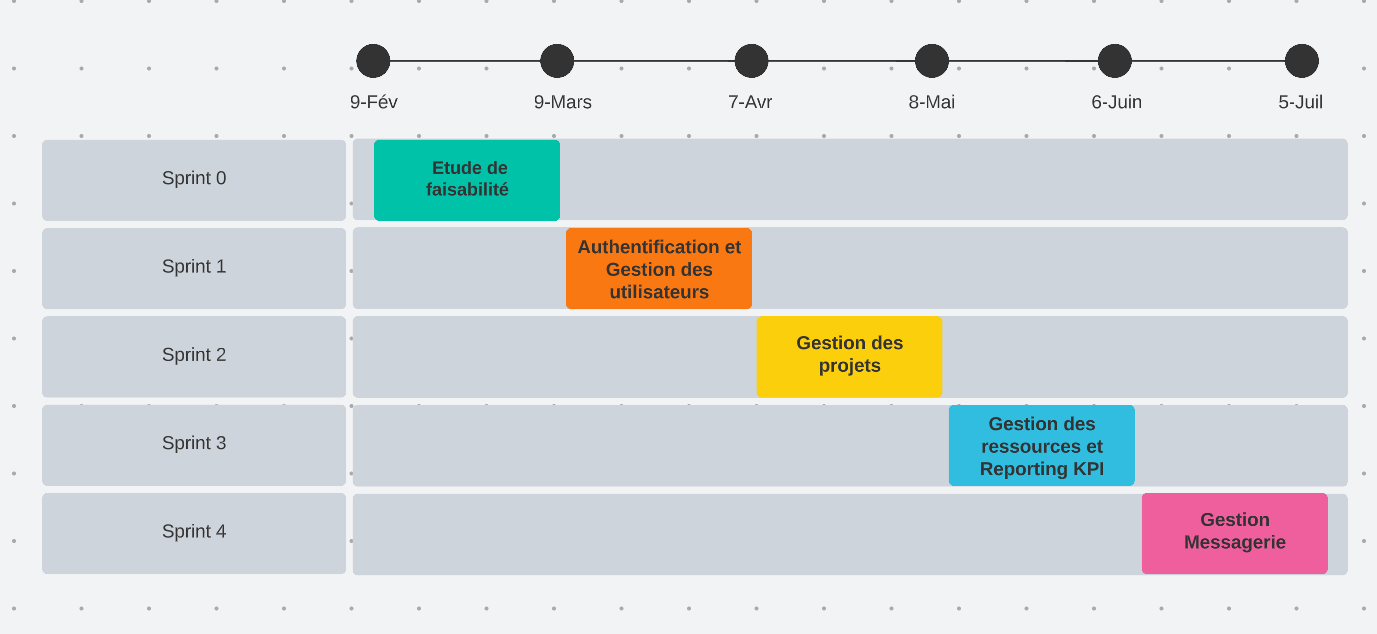 9-Fév
9-Mars
7-Avr
8-Mai
6-Juin
5-Juil
Sprint 0
Etude de
faisabilité
Sprint 1
Authentification et
Gestion des
utilisateurs
Sprint 2
Gestion des
projets
Sprint 3
Gestion des
ressources et
Reporting KPI
Sprint 4
Gestion
Messagerie